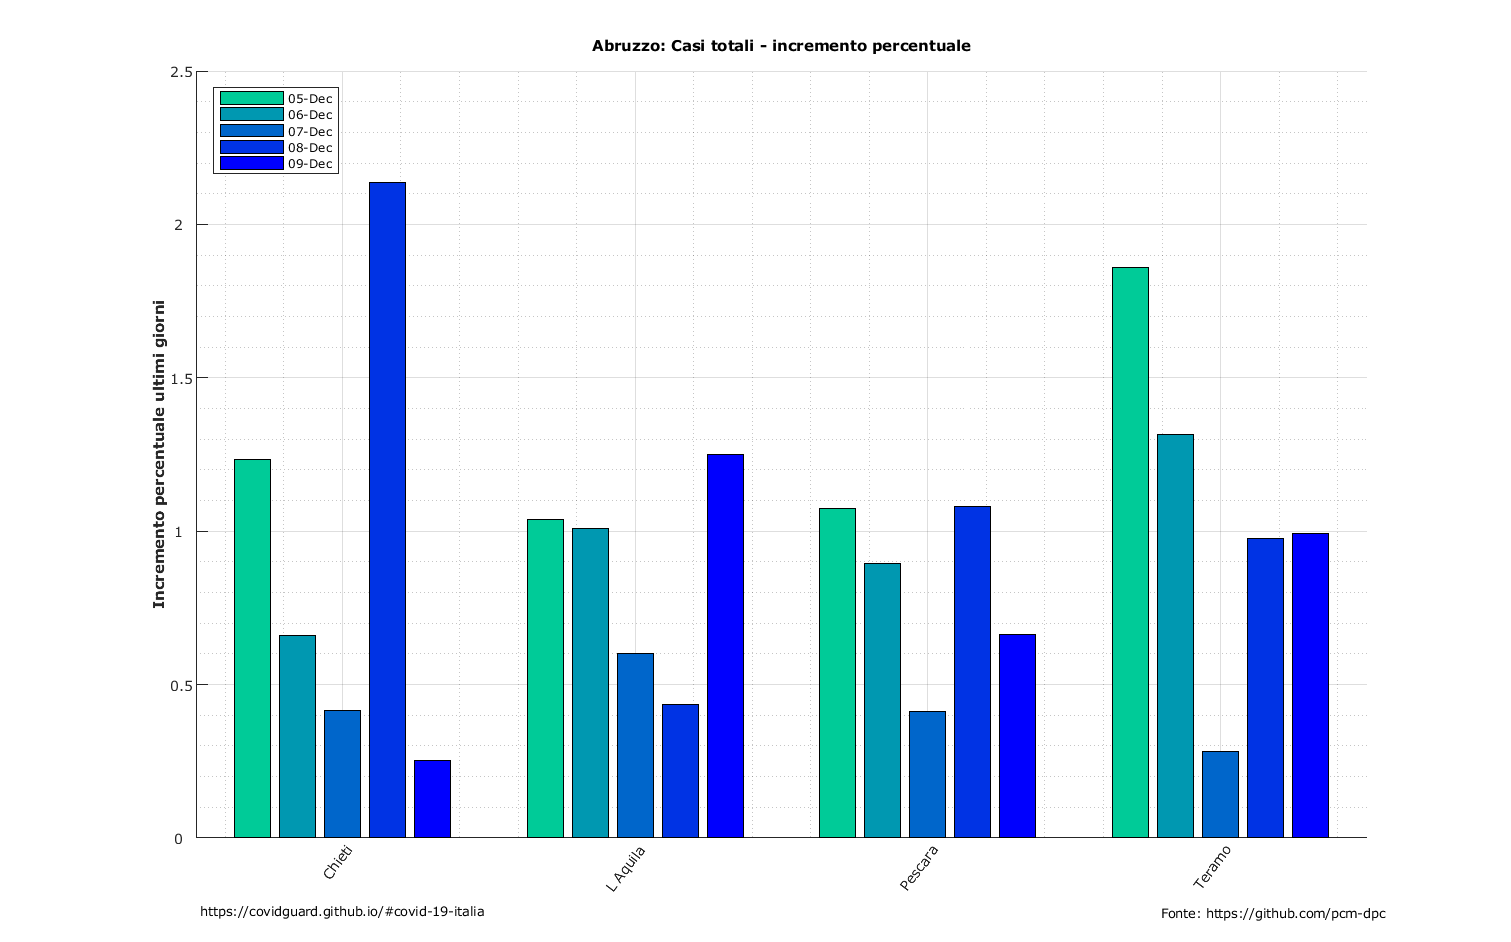 Abruzzo: Casi totali - incremento percentuale
05-Dec
06-Dec
07-Dec
08-Dec
09-Dec
Incremento percentuale ultimi giorni
2.5
2
1.5
1
0.5
0
Chieti
L Aquila
Pescara
Teramo
https://covidguard.github.io/#covid-19-italia
Fonte: https://github.com/pcm-dpc